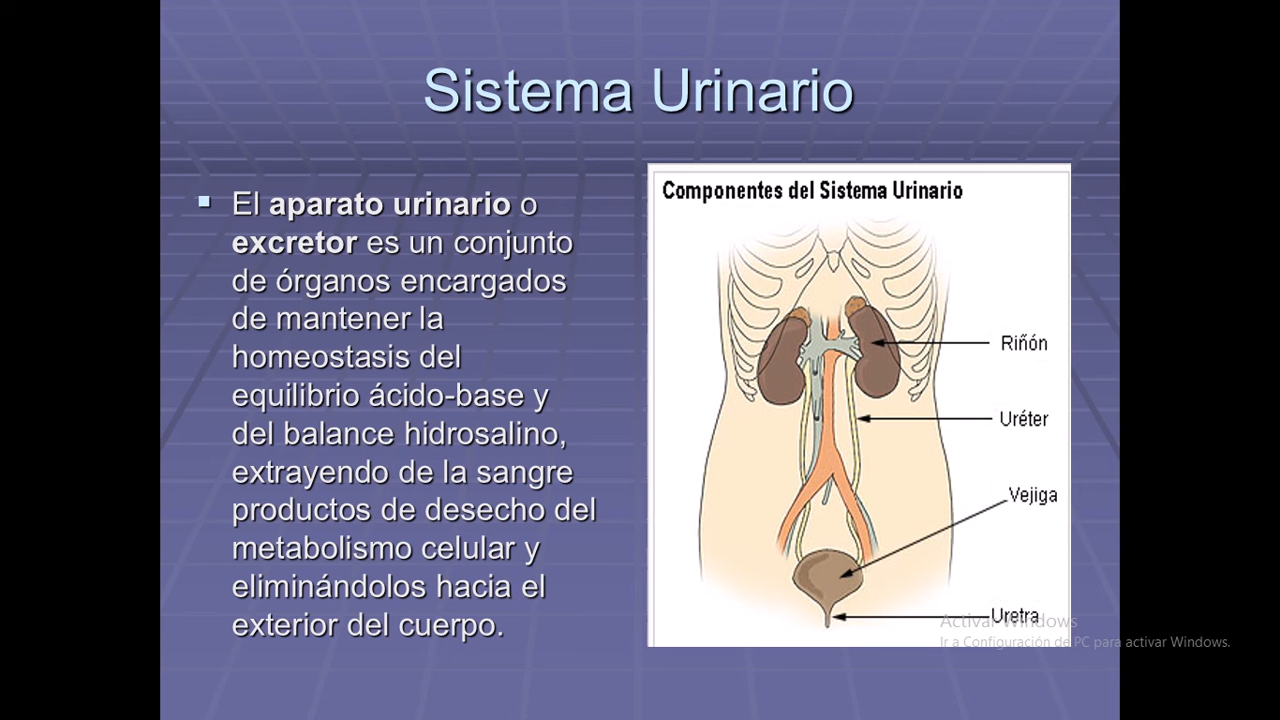 Sistema Urinario
El aparato urinario o
excretor es un conjunto
de órganos encargados
de mantener la
homeostasis del
equilibrio ácido-base y
del balance hidrosalino,
extrayendo de la sangre
productos de desecho del
metabolismo celular y
eliminándolos hacia el
exterior del cuerpo.
Componentes del Sistema Urinario
Riñón
Uréter
Vejiga
Uretra
Activar Windows
Ir a Configuración de PC para activar Windows.